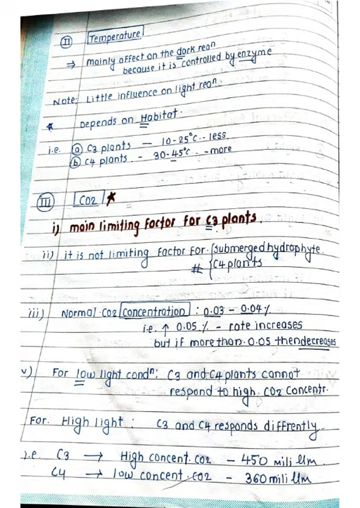 II Temperature
⇒ mainly affect on the dark rean
because it is controlled by enzyme
Note: Little influence on light rean.
* Depends on Habitat.
i.e. (a) C3 plants — 10-25°C - less
(b) C4 plants - 30-45°C - -more
III CO2 *
i) main limiting factor for C3 plants.
ii) it is not limiting factor for {submerged hydrophyte
# {C4 plants
iii) Normal CO2 concentration : 0.03 - 0.04%
i.e. ↑ 0.05 % - rate increases
but if more than 0.05 then decreases
v) For low light condn: C3 and C4 plants cannot
respond to high CO2 Concentr.
For High light : C3 and C4 responds diffrently
i.e C3 → High concent. CO2 - 450 mili l/m
C4 → low concent - CO2 - 360 mili l/m